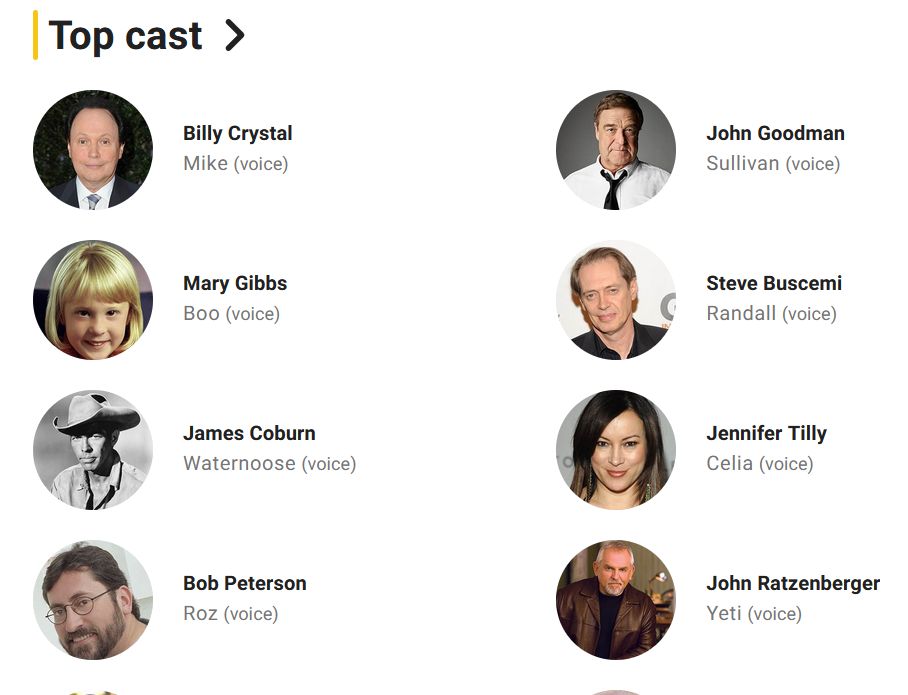 Top cast
Billy Crystal
Mike (voice)
John Goodman
Sullivan (voice)
Mary Gibbs
Boo (voice)
Steve Buscemi
Randall (voice)
James Coburn
Waternoose (voice)
Jennifer Tilly
Celia (voice)
Bob Peterson
Roz (voice)
John Ratzenberger
Yeti (voice)